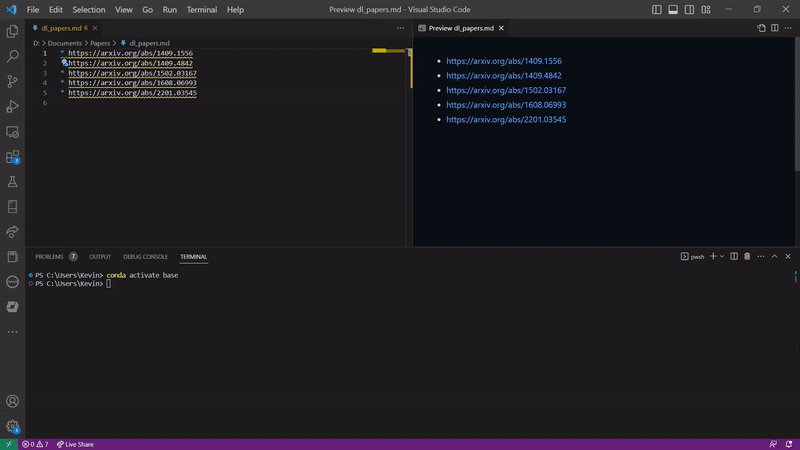 File Edit Selection View Go Run Terminal Help
Preview dl_papers.md - Visual Studio Code
dl_papers.md 6
D: > Documents > Papers > dl_papers.md
1 * https://arxiv.org/abs/1409.1556
2 * https://arxiv.org/abs/1409.4842
3 * https://arxiv.org/abs/1502.03167
4 * https://arxiv.org/abs/1608.06993
5 * https://arxiv.org/abs/2201.03545
6
Preview dl_papers.md
• https://arxiv.org/abs/1409.1556
• https://arxiv.org/abs/1409.4842
• https://arxiv.org/abs/1502.03167
• https://arxiv.org/abs/1608.06993
• https://arxiv.org/abs/2201.03545
PROBLEMS 7 OUTPUT DEBUG CONSOLE TERMINAL
pwsh
PS C:\Users\Kevin> conda activate base
PS C:\Users\Kevin>
1
1
0 7 Live Share